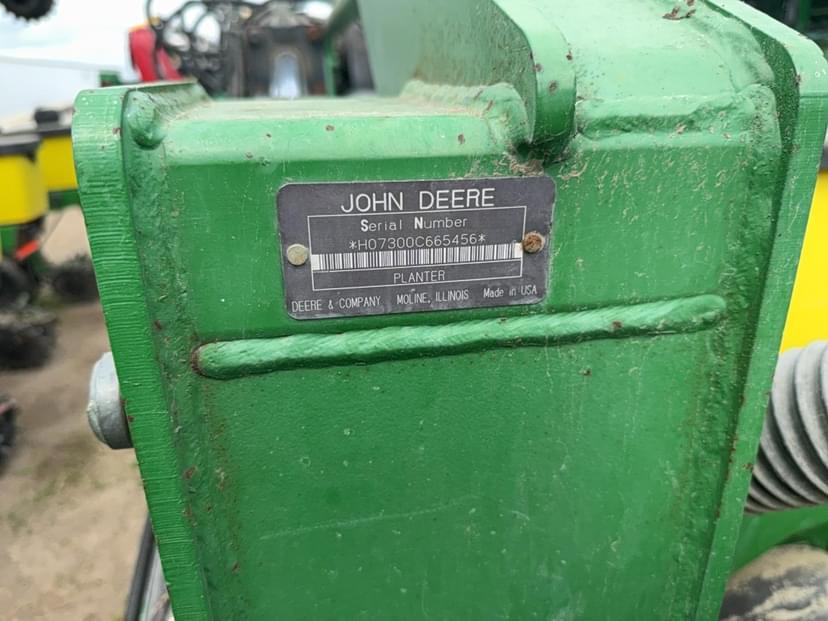 JOHN DEERE
Serial Number
*H07300C665456*
PLANTER
DEERE & COMPANY MOLINE, ILLINOIS Made in USA